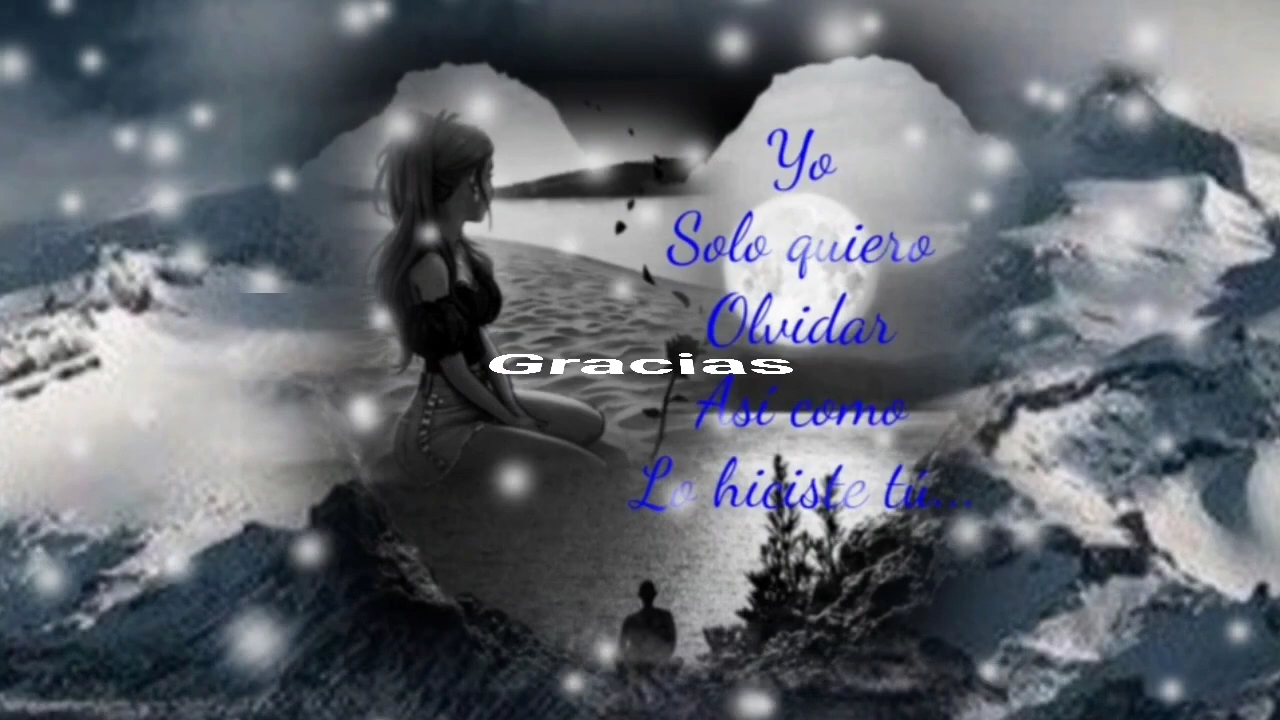 Yo
Solo quiero
Olvidar
Gracias
Así como
Lo hiciste tú...